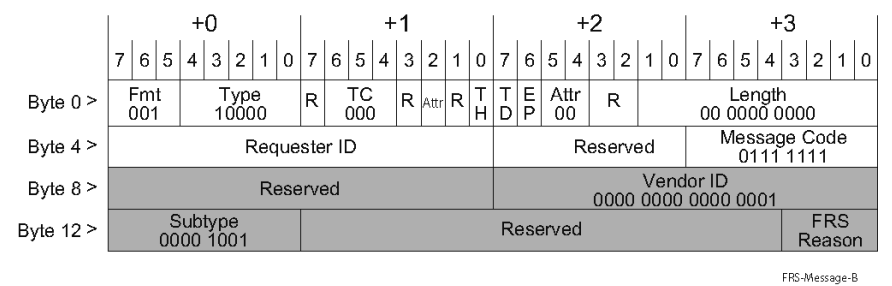 +0 +1 +2 +3
7 6 5 4 3 2 1 0 7 6 5 4 3 2 1 0 7 6 5 4 3 2 1 0 7 6 5 4 3 2 1 0
Byte 0 > Fmt 001 Type 10000 R TC 000 R Attr R TH TD EP Attr 00 R Length 00 0000 0000
Byte 4 > Requester ID Reserved Message Code 0111 1111
Byte 8 > Reserved Vendor ID 0000 0000 0000 0001
Byte 12 > Subtype 0000 1001 Reserved FRS Reason
FRS-Message-B